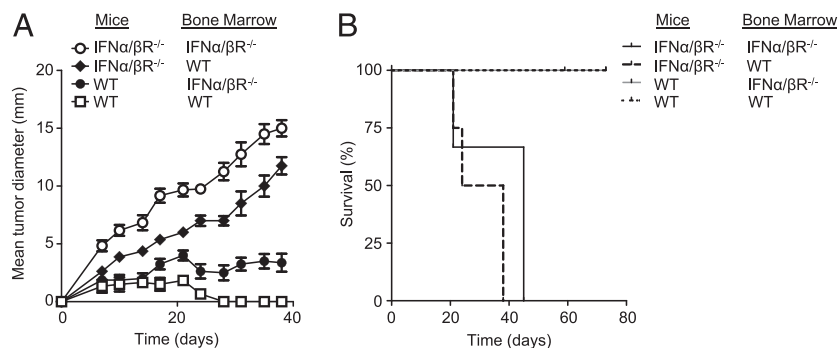 A
Mice Bone Marrow
IFNα/βR-/- IFNα/βR-/-
IFNα/βR-/- WT
WT IFNα/βR-/-
WT WT
Mean tumor diameter (mm)
20
15
10
5
0
0 20 40
Time (days)
B
Mice Bone Marrow
IFNα/βR-/- IFNα/βR-/-
IFNα/βR-/- WT
WT IFNα/βR-/-
WT WT
Survival (%)
100
75
50
25
0
0 20 40 60 80
Time (days)